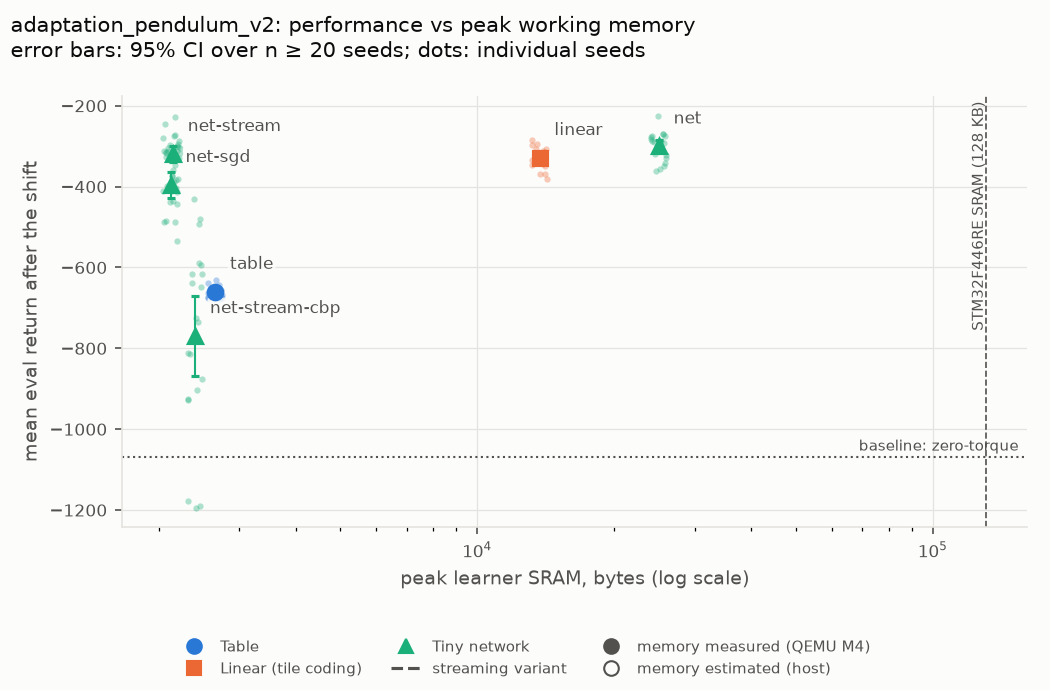 adaptation_pendulum_v2: performance vs peak working memory
error bars: 95% CI over n ≥ 20 seeds; dots: individual seeds
mean eval return after the shift
−200
−400
−600
−800
−1000
−1200
net-stream
net-sgd
table
net-stream-cbp
linear
net
STM32F446RE SRAM (128 KB)
baseline: zero-torque
10⁴
10⁵
peak learner SRAM, bytes (log scale)
Table
Linear (tile coding)
Tiny network
streaming variant
memory measured (QEMU M4)
memory estimated (host)